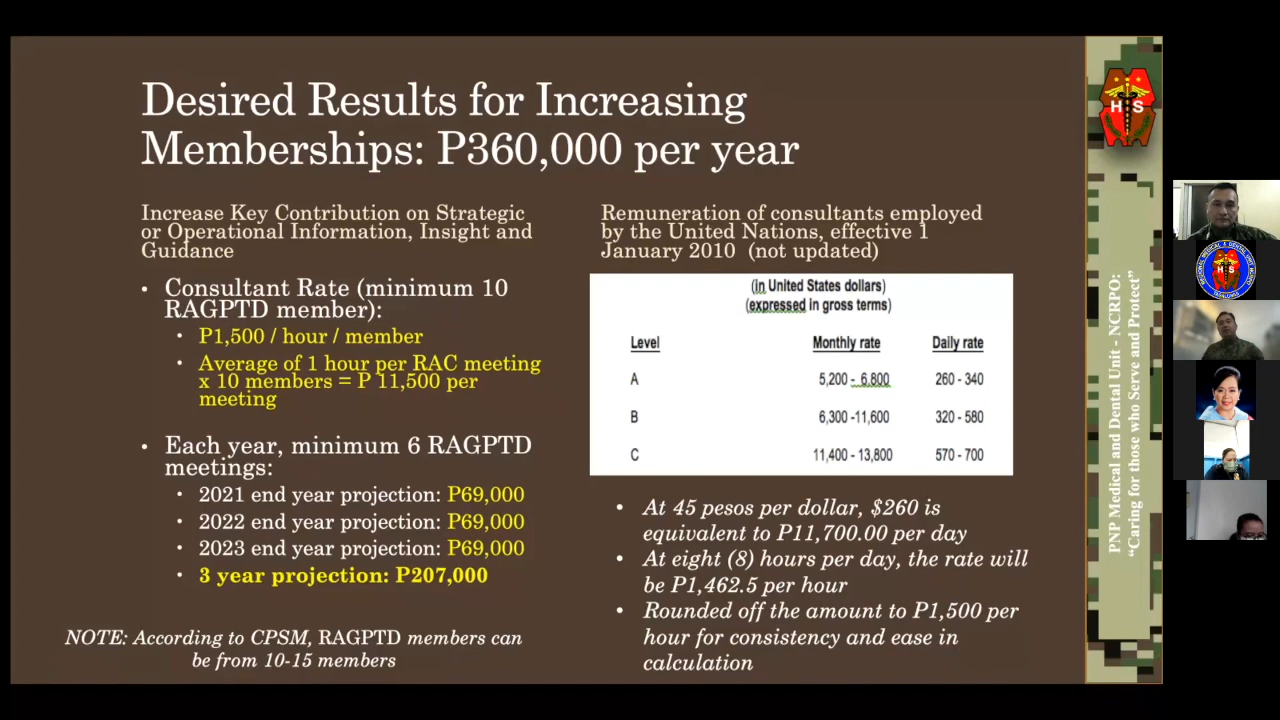 Desired Results for Increasing
Memberships: P360,000 per year
Increase Key Contribution on Strategic
or Operational Information, Insight and
Guidance
• Consultant Rate (minimum 10
RAGPTD member):
• P1,500 / hour / member
• Average of 1 hour per RAC meeting
x 10 members = P 11,500 per
meeting
• Each year, minimum 6 RAGPTD
meetings:
• 2021 end year projection: P69,000
• 2022 end year projection: P69,000
• 2023 end year projection: P69,000
• 3 year projection: P207,000
NOTE: According to CPSM, RAGPTD members can
be from 10-15 members
Remuneration of consultants employed
by the United Nations, effective 1
January 2010 (not updated)
(in United States dollars)
(expressed in gross terms)
Level Monthly rate Daily rate
A 5,200 - 6,800 260 - 340
B 6,300 -11,600 320 - 580
C 11,400 - 13,800 570 - 700
• At 45 pesos per dollar, $260 is
equivalent to P11,700.00 per day
• At eight (8) hours per day, the rate will
be P1,462.5 per hour
• Rounded off the amount to P1,500 per
hour for consistency and ease in
calculation
H S
PNP Medical and Dental Unit - NCRPO:
“Caring for those who Serve and Protect”